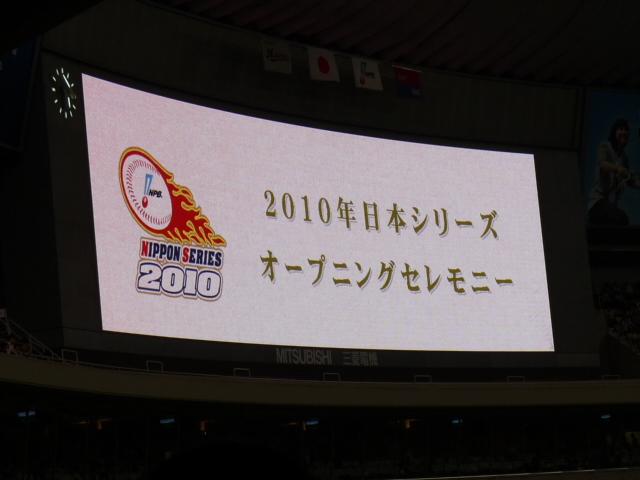 NPB
NIPPON SERIES
2010
2010年日本シリーズ
オープニングセレモニー
MITSUBISHI 三菱電機